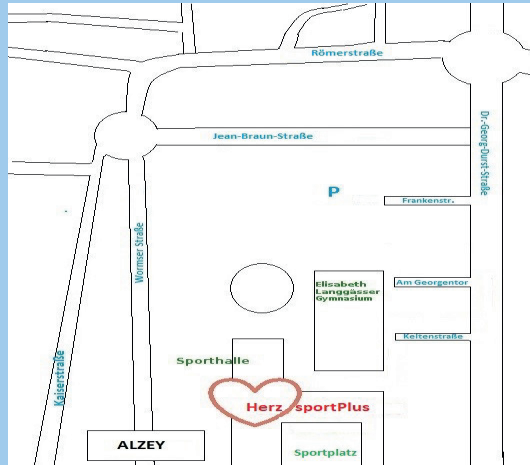 Römerstraße
Jean-Braun-Straße
Dr.-Georg-Durst-Straße
P
Frankenstr.
Wormser Straße
Elisabeth
Langgässer
Gymnasium
Am Georgentor
Keltenstraße
Sporthalle
Kaiserstraße
Herz sportPlus
ALZEY
Sportplatz